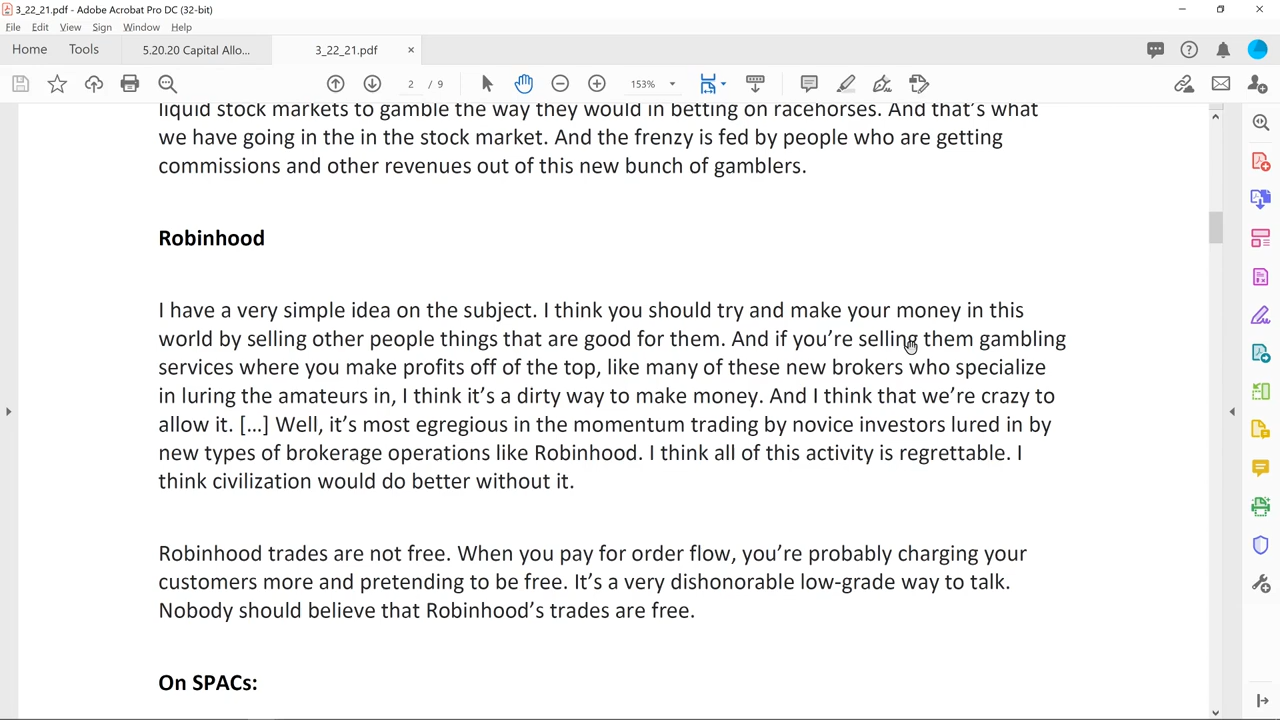 3_22_21.pdf - Adobe Acrobat Pro DC (32-bit)
File Edit View Sign Window Help
Home Tools 5.20.20 Capital Allo... 3_22_21.pdf ×
2 / 9 153%
liquid stock markets to gamble the way they would in betting on racehorses. And that's what
we have going in the in the stock market. And the frenzy is fed by people who are getting
commissions and other revenues out of this new bunch of gamblers.
Robinhood
I have a very simple idea on the subject. I think you should try and make your money in this
world by selling other people things that are good for them. And if you're selling them gambling
services where you make profits off of the top, like many of these new brokers who specialize
in luring the amateurs in, I think it's a dirty way to make money. And I think that we're crazy to
allow it. […] Well, it's most egregious in the momentum trading by novice investors lured in by
new types of brokerage operations like Robinhood. I think all of this activity is regrettable. I
think civilization would do better without it.
Robinhood trades are not free. When you pay for order flow, you're probably charging your
customers more and pretending to be free. It's a very dishonorable low-grade way to talk.
Nobody should believe that Robinhood's trades are free.
On SPACs: